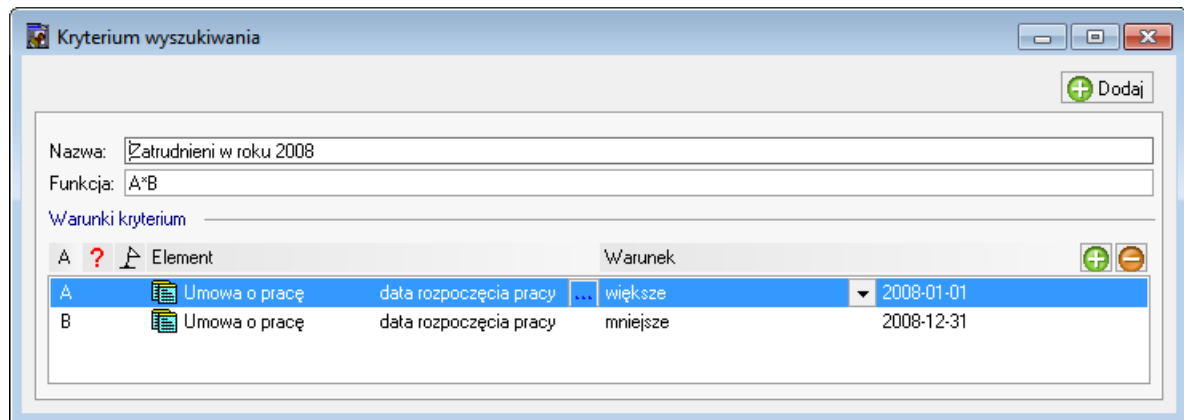 Kryterium wyszukiwania
Dodaj
Nazwa: Zatrudnieni w roku 2008
Funkcja: A*B
Warunki kryterium
A ? Element Warunek
A Umowa o pracę data rozpoczęcia pracy ... większe 2008-01-01
B Umowa o pracę data rozpoczęcia pracy mniejsze 2008-12-31